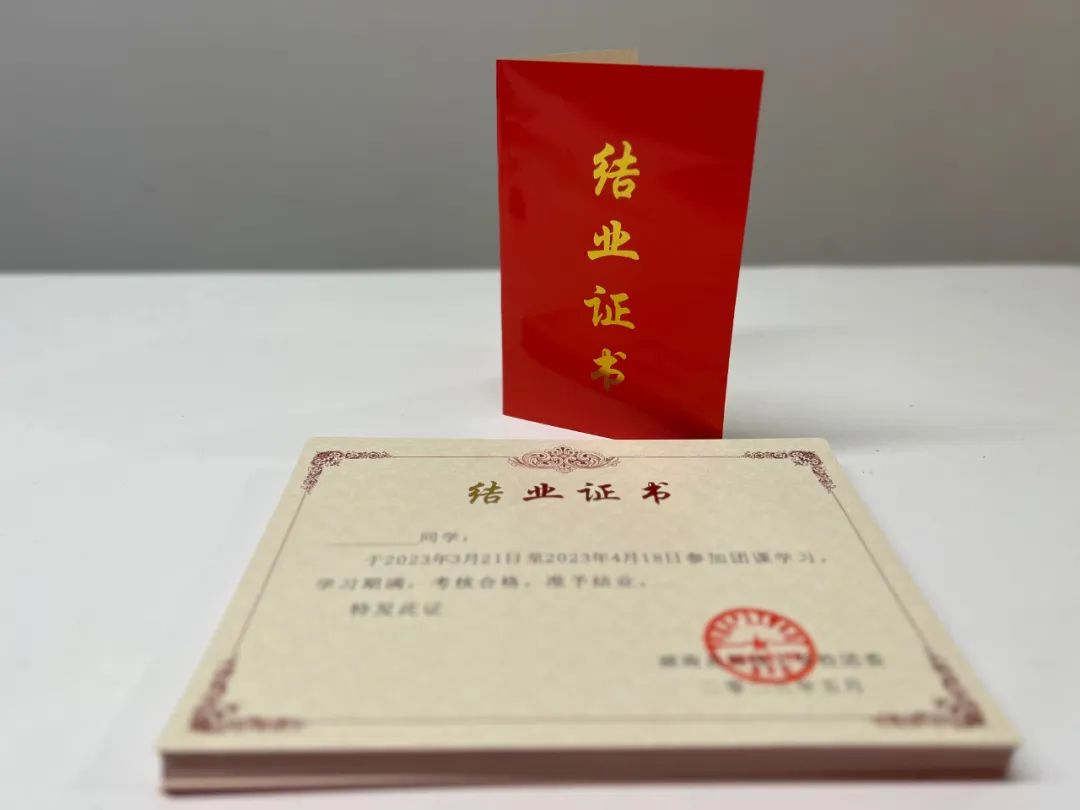 结业证书
结业证书
同学：
于2023年3月21日至2023年4月18日参加团课学习，
学习期满，考核合格，准予结业。
特发此证